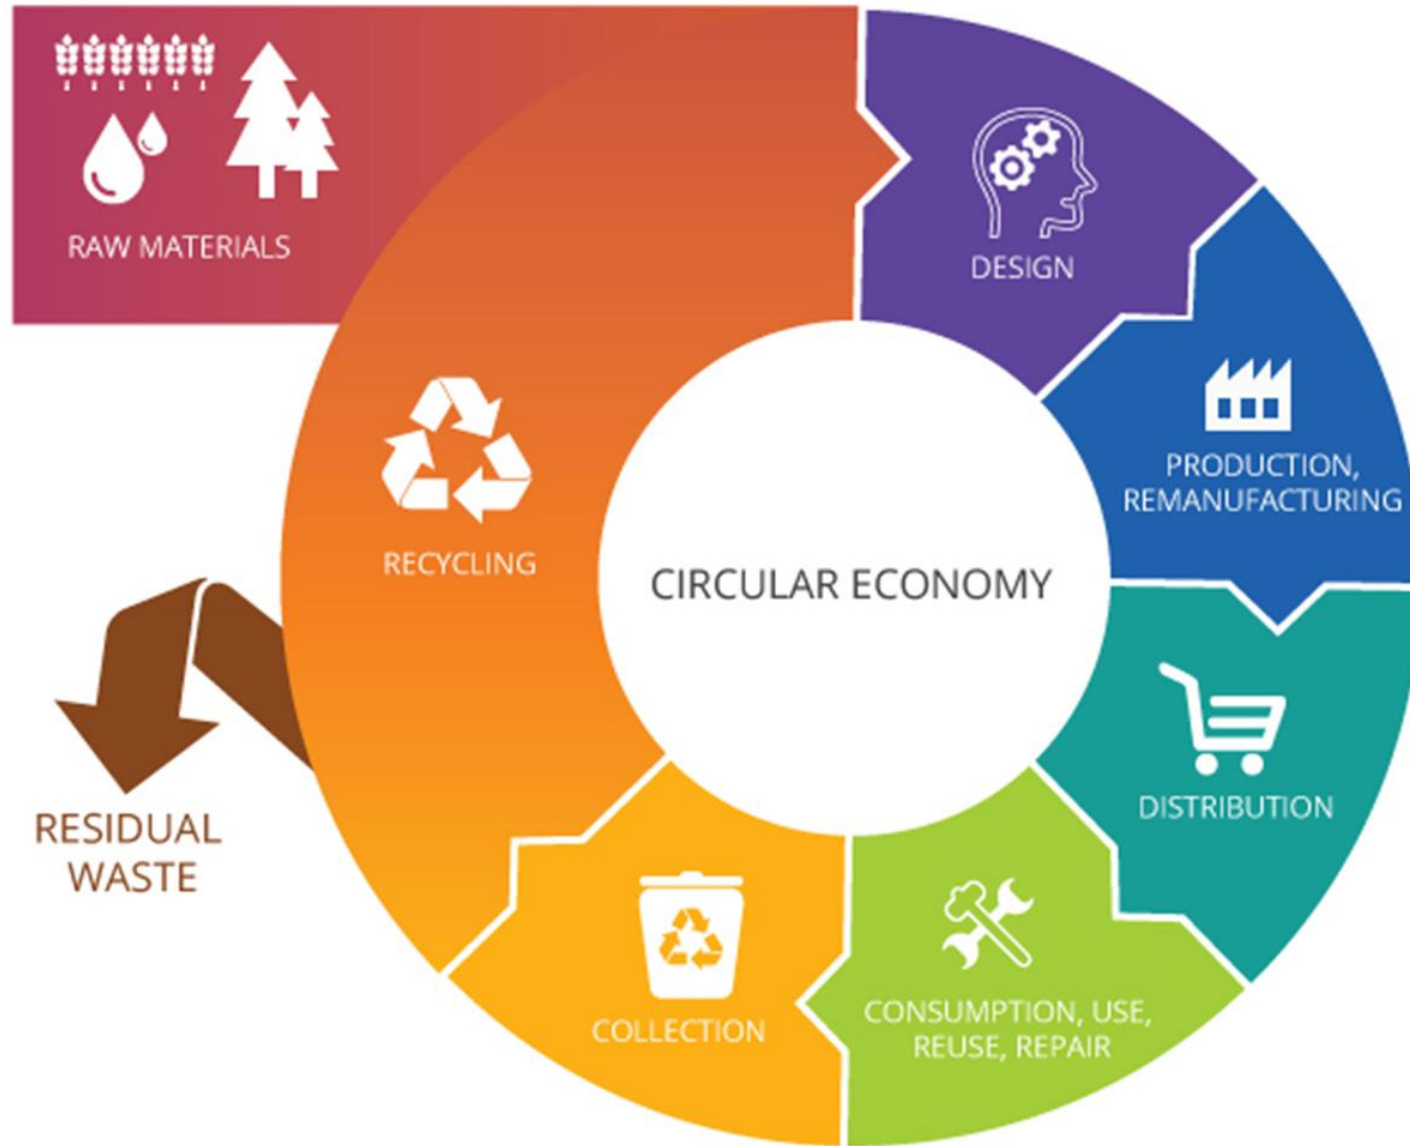 RAW MATERIALS
DESIGN
PRODUCTION,
REMANUFACTURING
DISTRIBUTION
CONSUMPTION, USE,
REUSE, REPAIR
COLLECTION
RECYCLING
CIRCULAR ECONOMY
RESIDUAL
WASTE